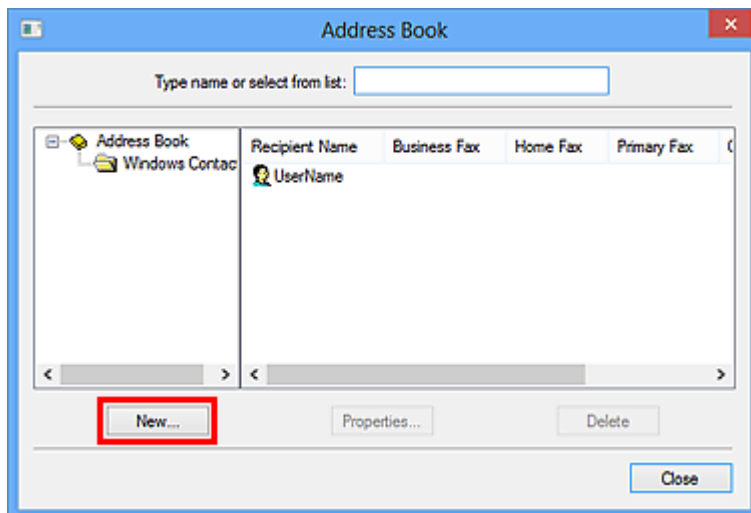 Address Book
Type name or select from list:
Address Book
Windows Contac
Recipient Name Business Fax Home Fax Primary Fax
UserName
New... Properties... Delete
Close